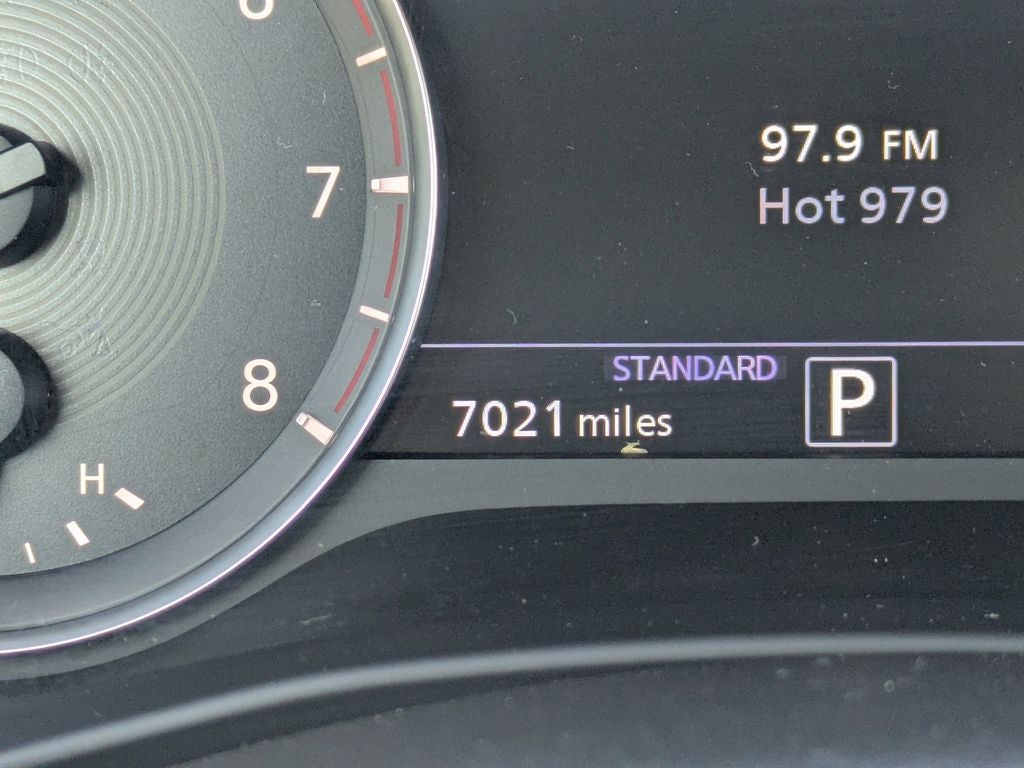 97.9 FM
Hot 979
7
STANDARD
8
7021 miles
P
H